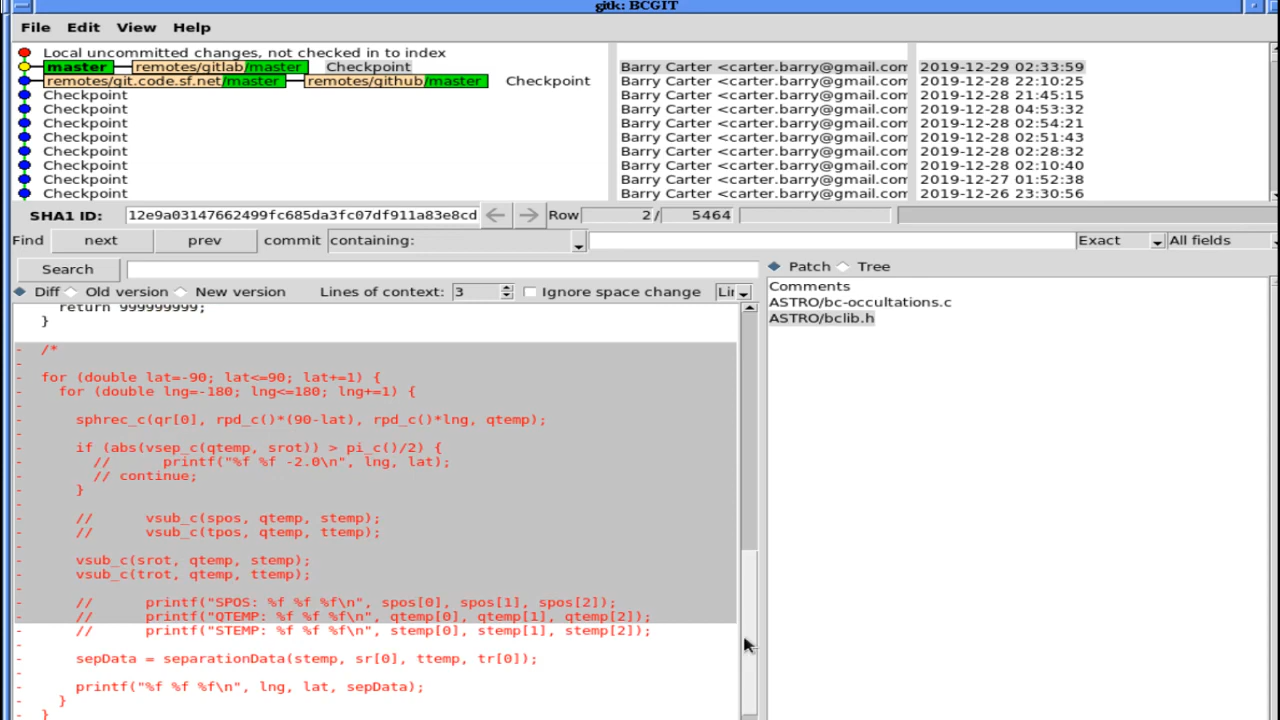 gitk: BCGIT
File Edit View Help
Local uncommitted changes, not checked in to index
master remotes/gitlab/master Checkpoint Barry Carter <carter.barry@gmail.com 2019-12-29 02:33:59
remotes/git.code.sf.net/master remotes/github/master Checkpoint Barry Carter <carter.barry@gmail.com 2019-12-28 22:10:25
Checkpoint Barry Carter <carter.barry@gmail.com 2019-12-28 21:45:15
Checkpoint Barry Carter <carter.barry@gmail.com 2019-12-28 04:53:32
Checkpoint Barry Carter <carter.barry@gmail.com 2019-12-28 02:54:21
Checkpoint Barry Carter <carter.barry@gmail.com 2019-12-28 02:51:43
Checkpoint Barry Carter <carter.barry@gmail.com 2019-12-28 02:28:32
Checkpoint Barry Carter <carter.barry@gmail.com 2019-12-28 02:10:40
Checkpoint Barry Carter <carter.barry@gmail.com 2019-12-27 01:52:38
Checkpoint Barry Carter <carter.barry@gmail.com 2019-12-26 23:30:56
SHA1 ID: 12e9a03147662499fc685da3fc07df911a83e8cd Row 2 / 5464
Find next prev commit containing: Exact All fields
Search
Diff Old version New version Lines of context: 3 Ignore space change Lir
Patch Tree
Comments
ASTRO/bc-occultations.c
ASTRO/bclib.h
return 999999999;
}
- /*
-
- for (double lat=-90; lat<=90; lat+=1) {
- for (double lng=-180; lng<=180; lng+=1) {
-
- sphrec_c(qr[0], rpd_c()*(90-lat), rpd_c()*lng, qtemp);
-
- if (abs(vsep_c(qtemp, srot)) > pi_c()/2) {
- // printf("%f %f -2.0\n", lng, lat);
- // continue;
- }
-
- // vsub_c(spos, qtemp, stemp);
- // vsub_c(tpos, qtemp, ttemp);
-
- vsub_c(srot, qtemp, stemp);
- vsub_c(trot, qtemp, ttemp);
-
- // printf("SPOS: %f %f %f\n", spos[0], spos[1], spos[2]);
- // printf("QTEMP: %f %f %f\n", qtemp[0], qtemp[1], qtemp[2]);
- // printf("STEMP: %f %f %f\n", stemp[0], stemp[1], stemp[2]);
-
- sepData = separationData(stemp, sr[0], ttemp, tr[0]);
-
- printf("%f %f %f\n", lng, lat, sepData);
- }
- }